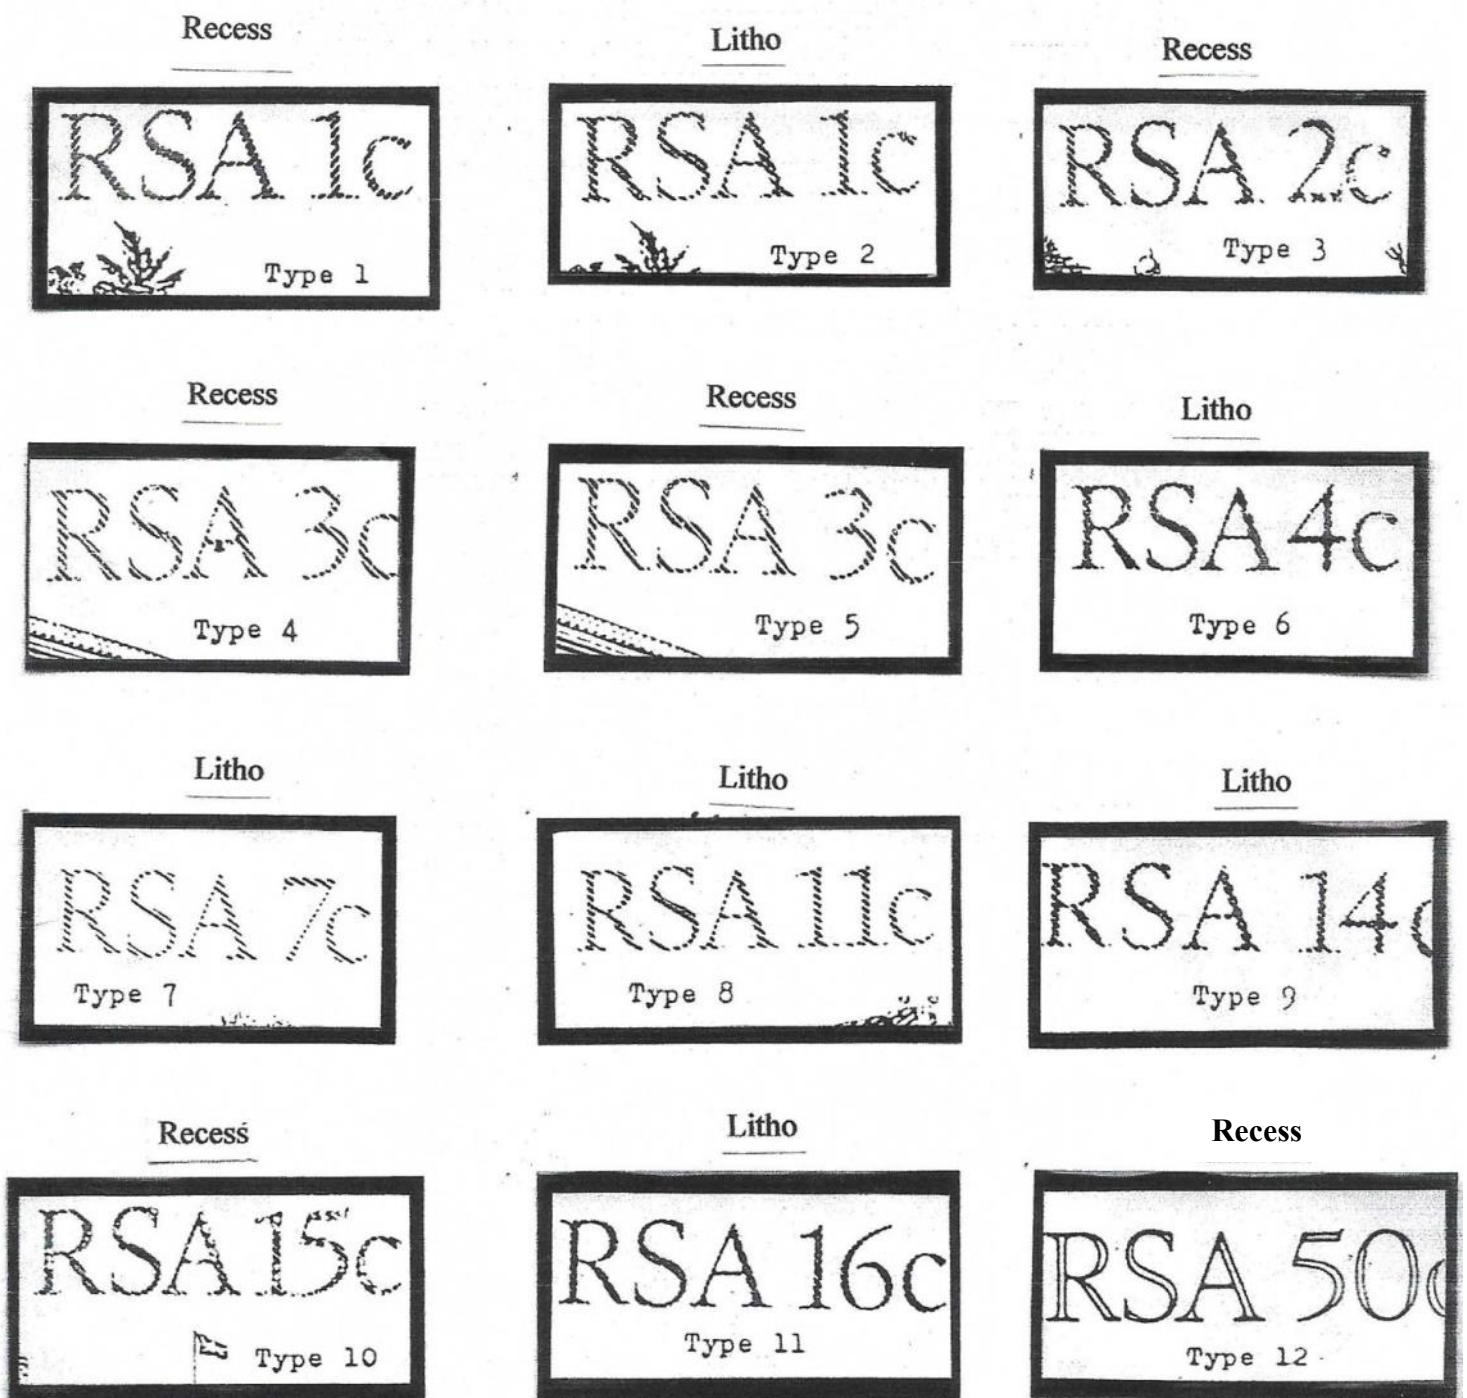 Recess
Litho
Recess
RSA 1c
Type 1
RSA 1c
Type 2
RSA 2c
Type 3
Recess
Recess
Litho
RSA 3c
Type 4
RSA 3c
Type 5
RSA 4c
Type 6
Litho
Litho
Litho
RSA 7c
Type 7
RSA 11c
Type 8
RSA 14c
Type 9
Recess
Litho
Recess
RSA 15c
Type 10
RSA 16c
Type 11
RSA 50c
Type 12